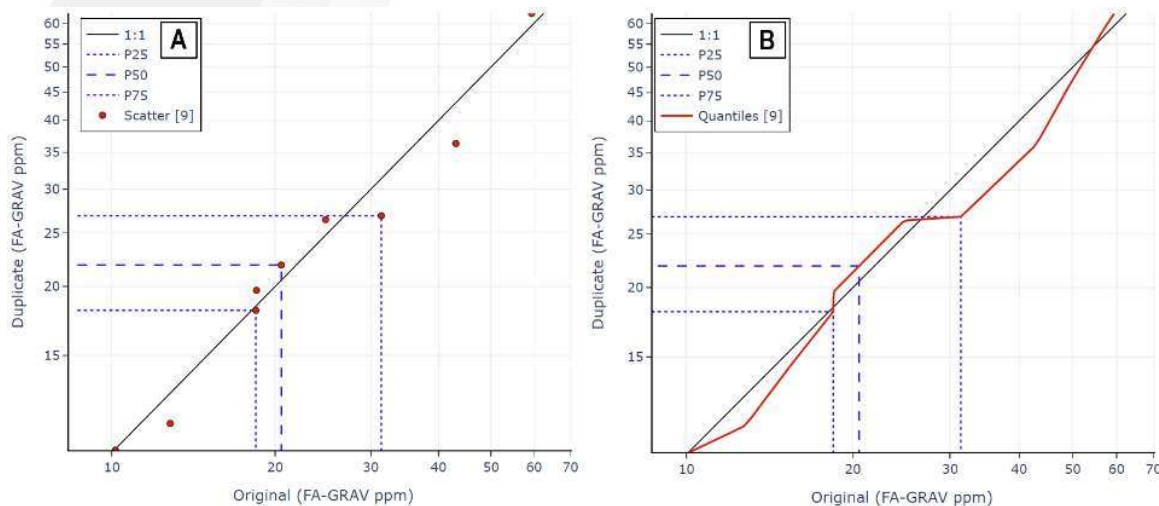 1:1
P25
P50
P75
Scatter [9]
A
60
55
50
45
40
35
30
25
20
15
Duplicate (FA-GRAV ppm)
10 20 30 40 50 60 70
Original (FA-GRAV ppm)
1:1
P25
P50
P75
Quantiles [9]
B
60
55
50
45
40
35
30
25
20
15
Duplicate (FA-GRAV ppm)
10 20 30 40 50 60 70
Original (FA-GRAV ppm)